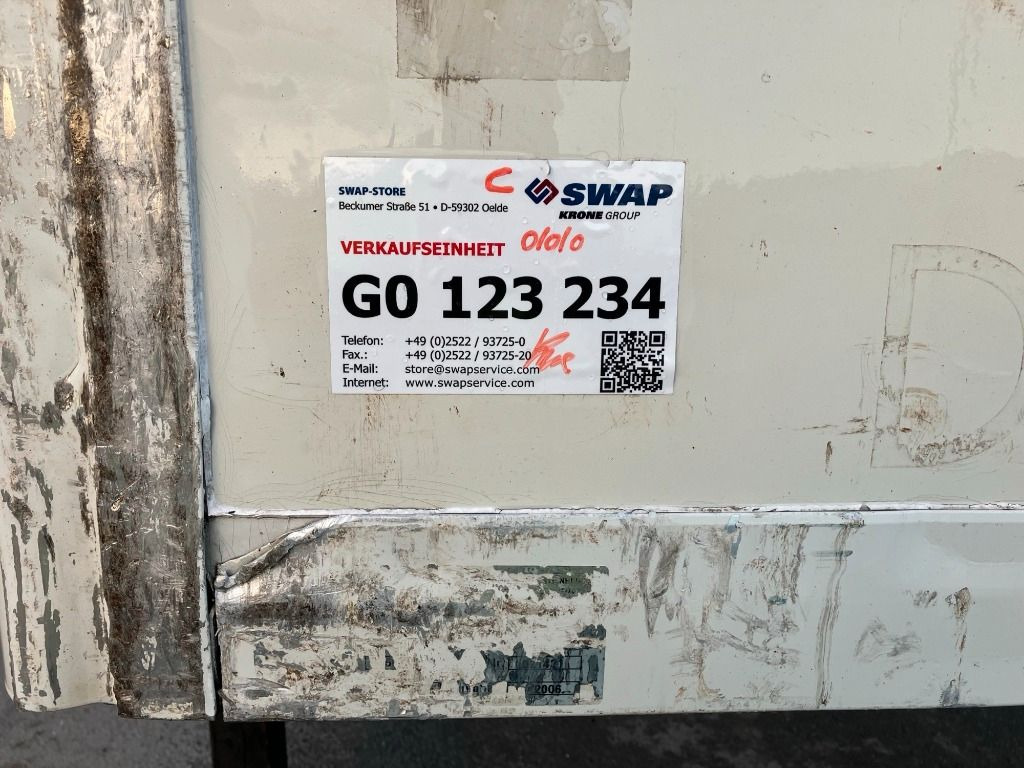 SWAP-STORE
Beckumer Straße 51 • D-59302 Oelde
C
SWAP
KRONE GROUP
VERKAUFSEINHEIT
G0 123 234
Telefon: +49 (0)2522 / 93725-0
Fax.: +49 (0)2522 / 93725-20
E-Mail: store@swapservice.com
Internet: www.swapservice.com
D
2006